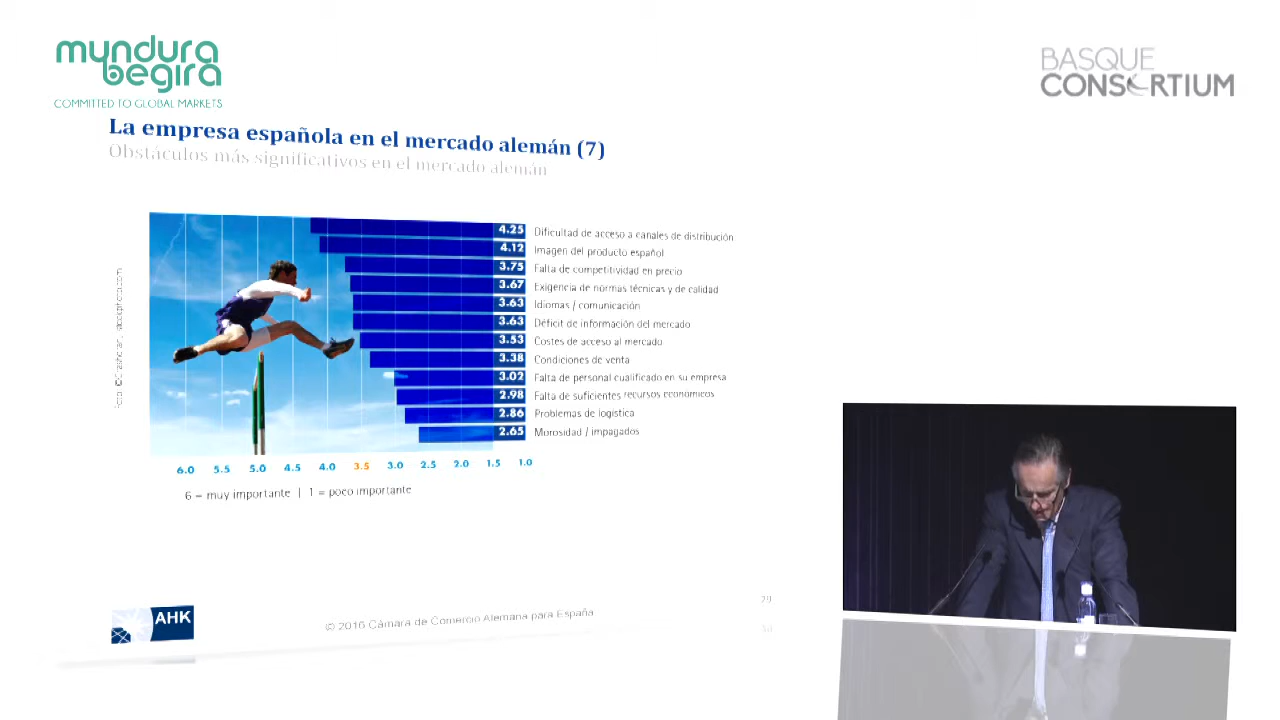 mundura
begira
COMMITTED TO GLOBAL MARKETS
BASQUE
CONSORTIUM
La empresa española en el mercado alemán (7)
Obstáculos más significativos en el mercado alemán
4.25 Dificultad de acceso a canales de distribución
4.12 Imagen del producto español
3.75 Falta de competitividad en precio
3.67 Exigencia de normas técnicas y de calidad
3.63 Idiomas / comunicación
3.63 Déficit de información del mercado
3.53 Costes de acceso al mercado
3.38 Condiciones de venta
3.02 Falta de personal cualificado en su empresa
2.98 Falta de suficientes recursos económicos
2.86 Problemas de logística
2.65 Morosidad / impagados
6.0 5.5 5.0 4.5 4.0 3.5 3.0 2.5 2.0 1.5 1.0
6 = muy importante | 1 = poco importante
AHK
© 2016 Cámara de Comercio Alemana para España